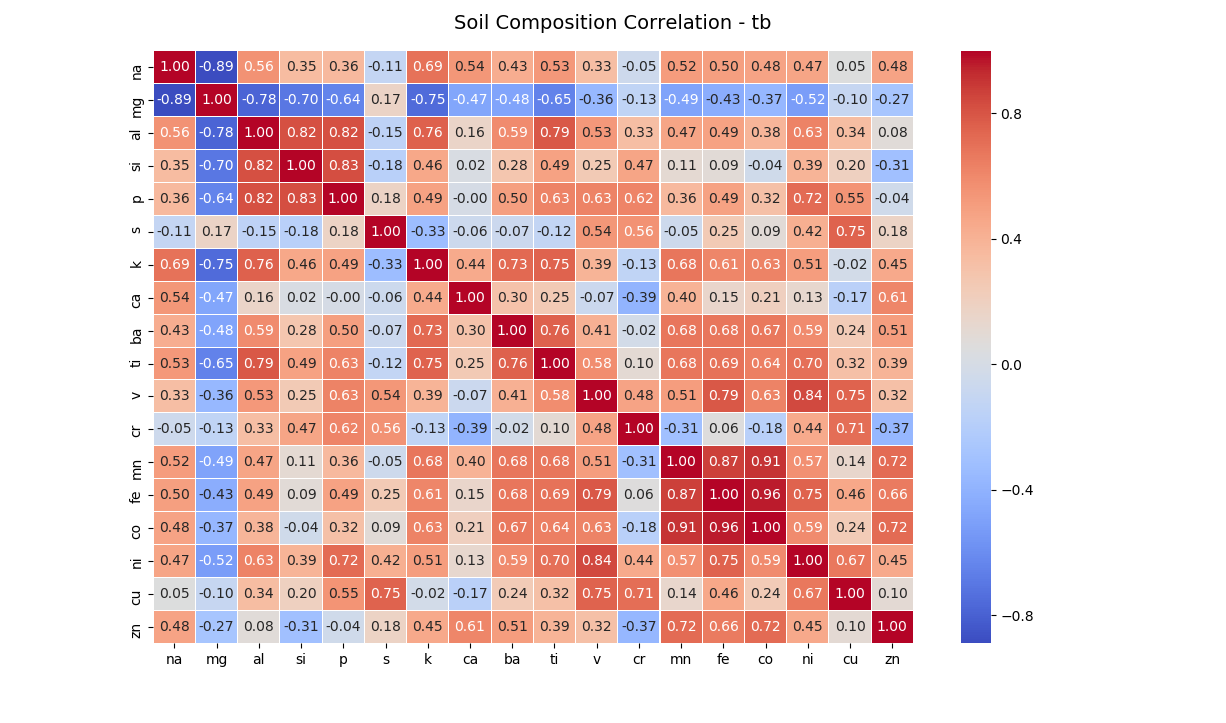 Soil Composition Correlation - tb
na 1.00 -0.89 0.56 0.35 0.36 -0.11 0.69 0.54 0.43 0.53 0.33 -0.05 0.52 0.50 0.48 0.47 0.05 0.48
mg -0.89 1.00 -0.78 -0.70 -0.64 0.17 -0.75 -0.47 -0.48 -0.65 -0.36 -0.13 -0.49 -0.43 -0.37 -0.52 -0.10 -0.27
al 0.56 -0.78 1.00 0.82 0.82 -0.15 0.76 0.16 0.59 0.79 0.53 0.33 0.47 0.49 0.38 0.63 0.34 0.08
si 0.35 -0.70 0.82 1.00 0.83 -0.18 0.46 0.02 0.28 0.49 0.25 0.47 0.11 0.09 -0.04 0.39 0.20 -0.31
p 0.36 -0.64 0.82 0.83 1.00 0.18 0.49 -0.00 0.50 0.63 0.63 0.62 0.36 0.49 0.32 0.72 0.55 -0.04
s -0.11 0.17 -0.15 -0.18 0.18 1.00 -0.33 -0.06 -0.07 -0.12 0.54 0.56 -0.05 0.25 0.09 0.42 0.75 0.18
k 0.69 -0.75 0.76 0.46 0.49 -0.33 1.00 0.44 0.73 0.75 0.39 -0.13 0.68 0.61 0.63 0.51 -0.02 0.45
ca 0.54 -0.47 0.16 0.02 -0.00 -0.06 0.44 1.00 0.30 0.25 -0.07 -0.39 0.40 0.15 0.21 0.13 -0.17 0.61
ba 0.43 -0.48 0.59 0.28 0.50 -0.07 0.73 0.30 1.00 0.76 0.41 -0.02 0.68 0.68 0.67 0.59 0.24 0.51
ti 0.53 -0.65 0.79 0.49 0.63 -0.12 0.75 0.25 0.76 1.00 0.58 0.10 0.68 0.69 0.64 0.70 0.32 0.39
v 0.33 -0.36 0.53 0.25 0.63 0.54 0.39 -0.07 0.41 0.58 1.00 0.48 0.51 0.79 0.63 0.84 0.75 0.32
cr -0.05 -0.13 0.33 0.47 0.62 0.56 -0.13 -0.39 -0.02 0.10 0.48 1.00 -0.31 0.06 -0.18 0.44 0.71 -0.37
mn 0.52 -0.49 0.47 0.11 0.36 -0.05 0.68 0.40 0.68 0.68 0.51 -0.31 1.00 0.87 0.91 0.57 0.14 0.72
fe 0.50 -0.43 0.49 0.09 0.49 0.25 0.61 0.15 0.68 0.69 0.79 0.06 0.87 1.00 0.96 0.75 0.46 0.66
co 0.48 -0.37 0.38 -0.04 0.32 0.09 0.63 0.21 0.67 0.64 0.63 -0.18 0.91 0.96 1.00 0.59 0.24 0.72
ni 0.47 -0.52 0.63 0.39 0.72 0.42 0.51 0.13 0.59 0.70 0.84 0.44 0.57 0.75 0.59 1.00 0.67 0.45
cu 0.05 -0.10 0.34 0.20 0.55 0.75 -0.02 -0.17 0.24 0.32 0.75 0.71 0.14 0.46 0.24 0.67 1.00 0.10
zn 0.48 -0.27 0.08 -0.31 -0.04 0.18 0.45 0.61 0.51 0.39 0.32 -0.37 0.72 0.66 0.72 0.45 0.10 1.00
na mg al si p s k ca ba ti v cr mn fe co ni cu zn
0.8
0.4
0.0
−0.4
−0.8